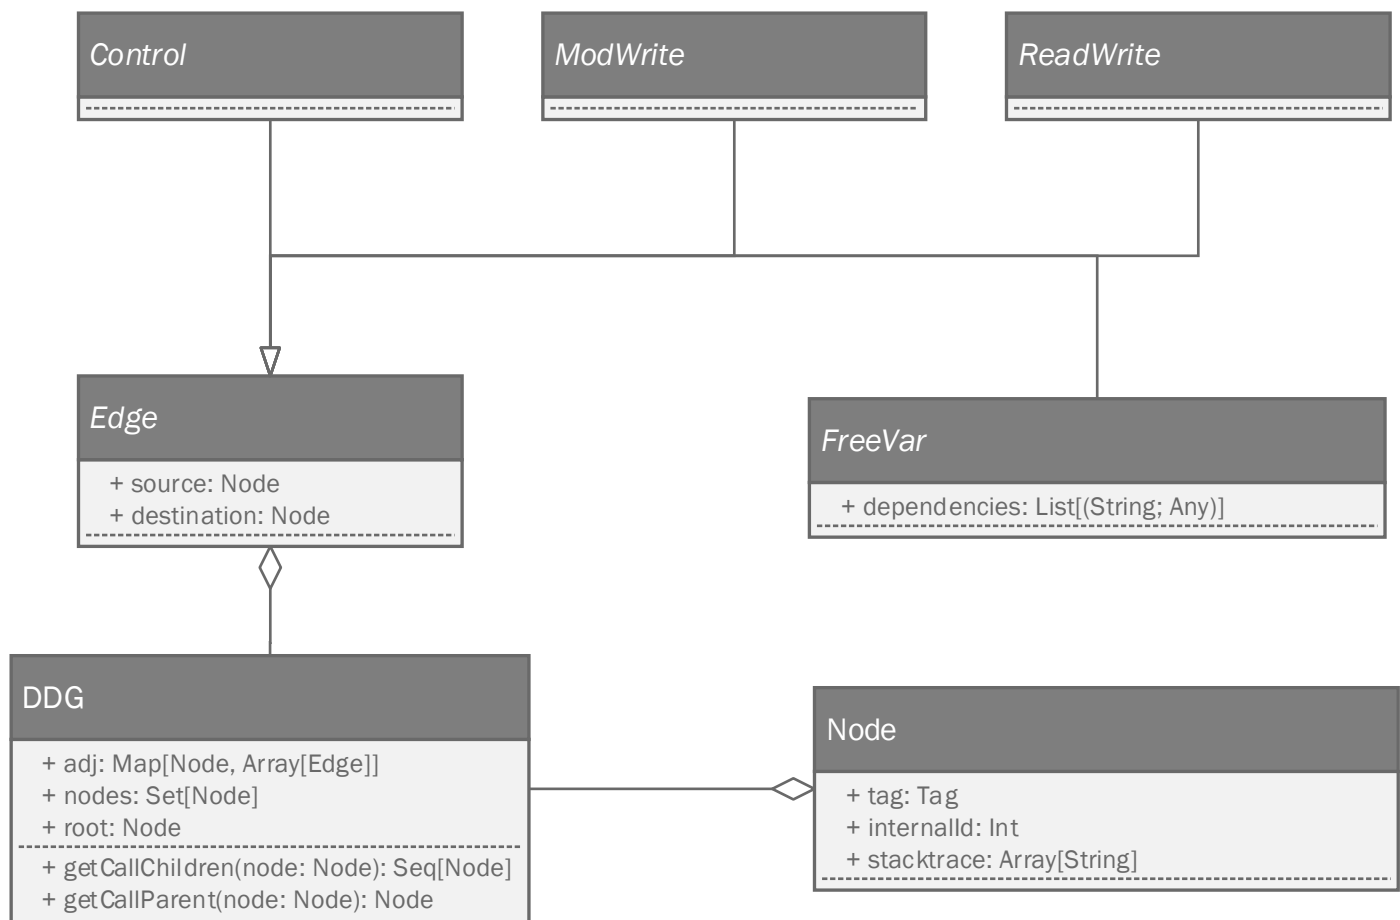 Control
ModWrite
ReadWrite
Edge
+ source: Node
+ destination: Node
FreeVar
+ dependencies: List[(String; Any)]
DDG
+ adj: Map[Node, Array[Edge]]
+ nodes: Set[Node]
+ root: Node
+ getCallChildren(node: Node): Seq[Node]
+ getCallParent(node: Node): Node
Node
+ tag: Tag
+ internalId: Int
+ stacktrace: Array[String]